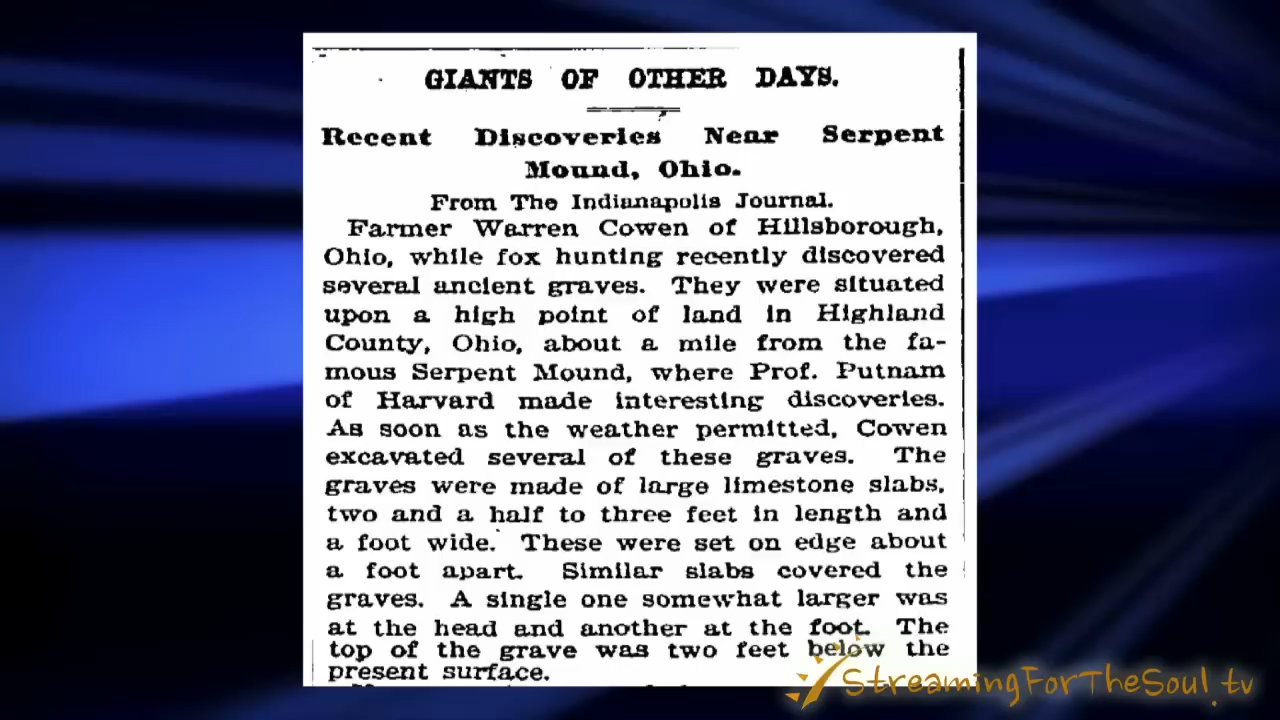 GIANTS OF OTHER DAYS.
Recent Discoveries Near Serpent
Mound, Ohio.
From The Indianapolis Journal.
Farmer Warren Cowen of Hillsborough,
Ohio, while fox hunting recently discovered
several ancient graves. They were situated
upon a high point of land in Highland
County, Ohio, about a mile from the fa-
mous Serpent Mound, where Prof. Putnam
of Harvard made interesting discoveries.
As soon as the weather permitted, Cowen
excavated several of these graves. The
graves were made of large limestone slabs,
two and a half to three feet in length and
a foot wide. These were set on edge about
a foot apart. Similar slabs covered the
graves. A single one somewhat larger was
at the head and another at the foot. The
top of the grave was two feet below the
present surface.
StreamingForTheSoul.tv